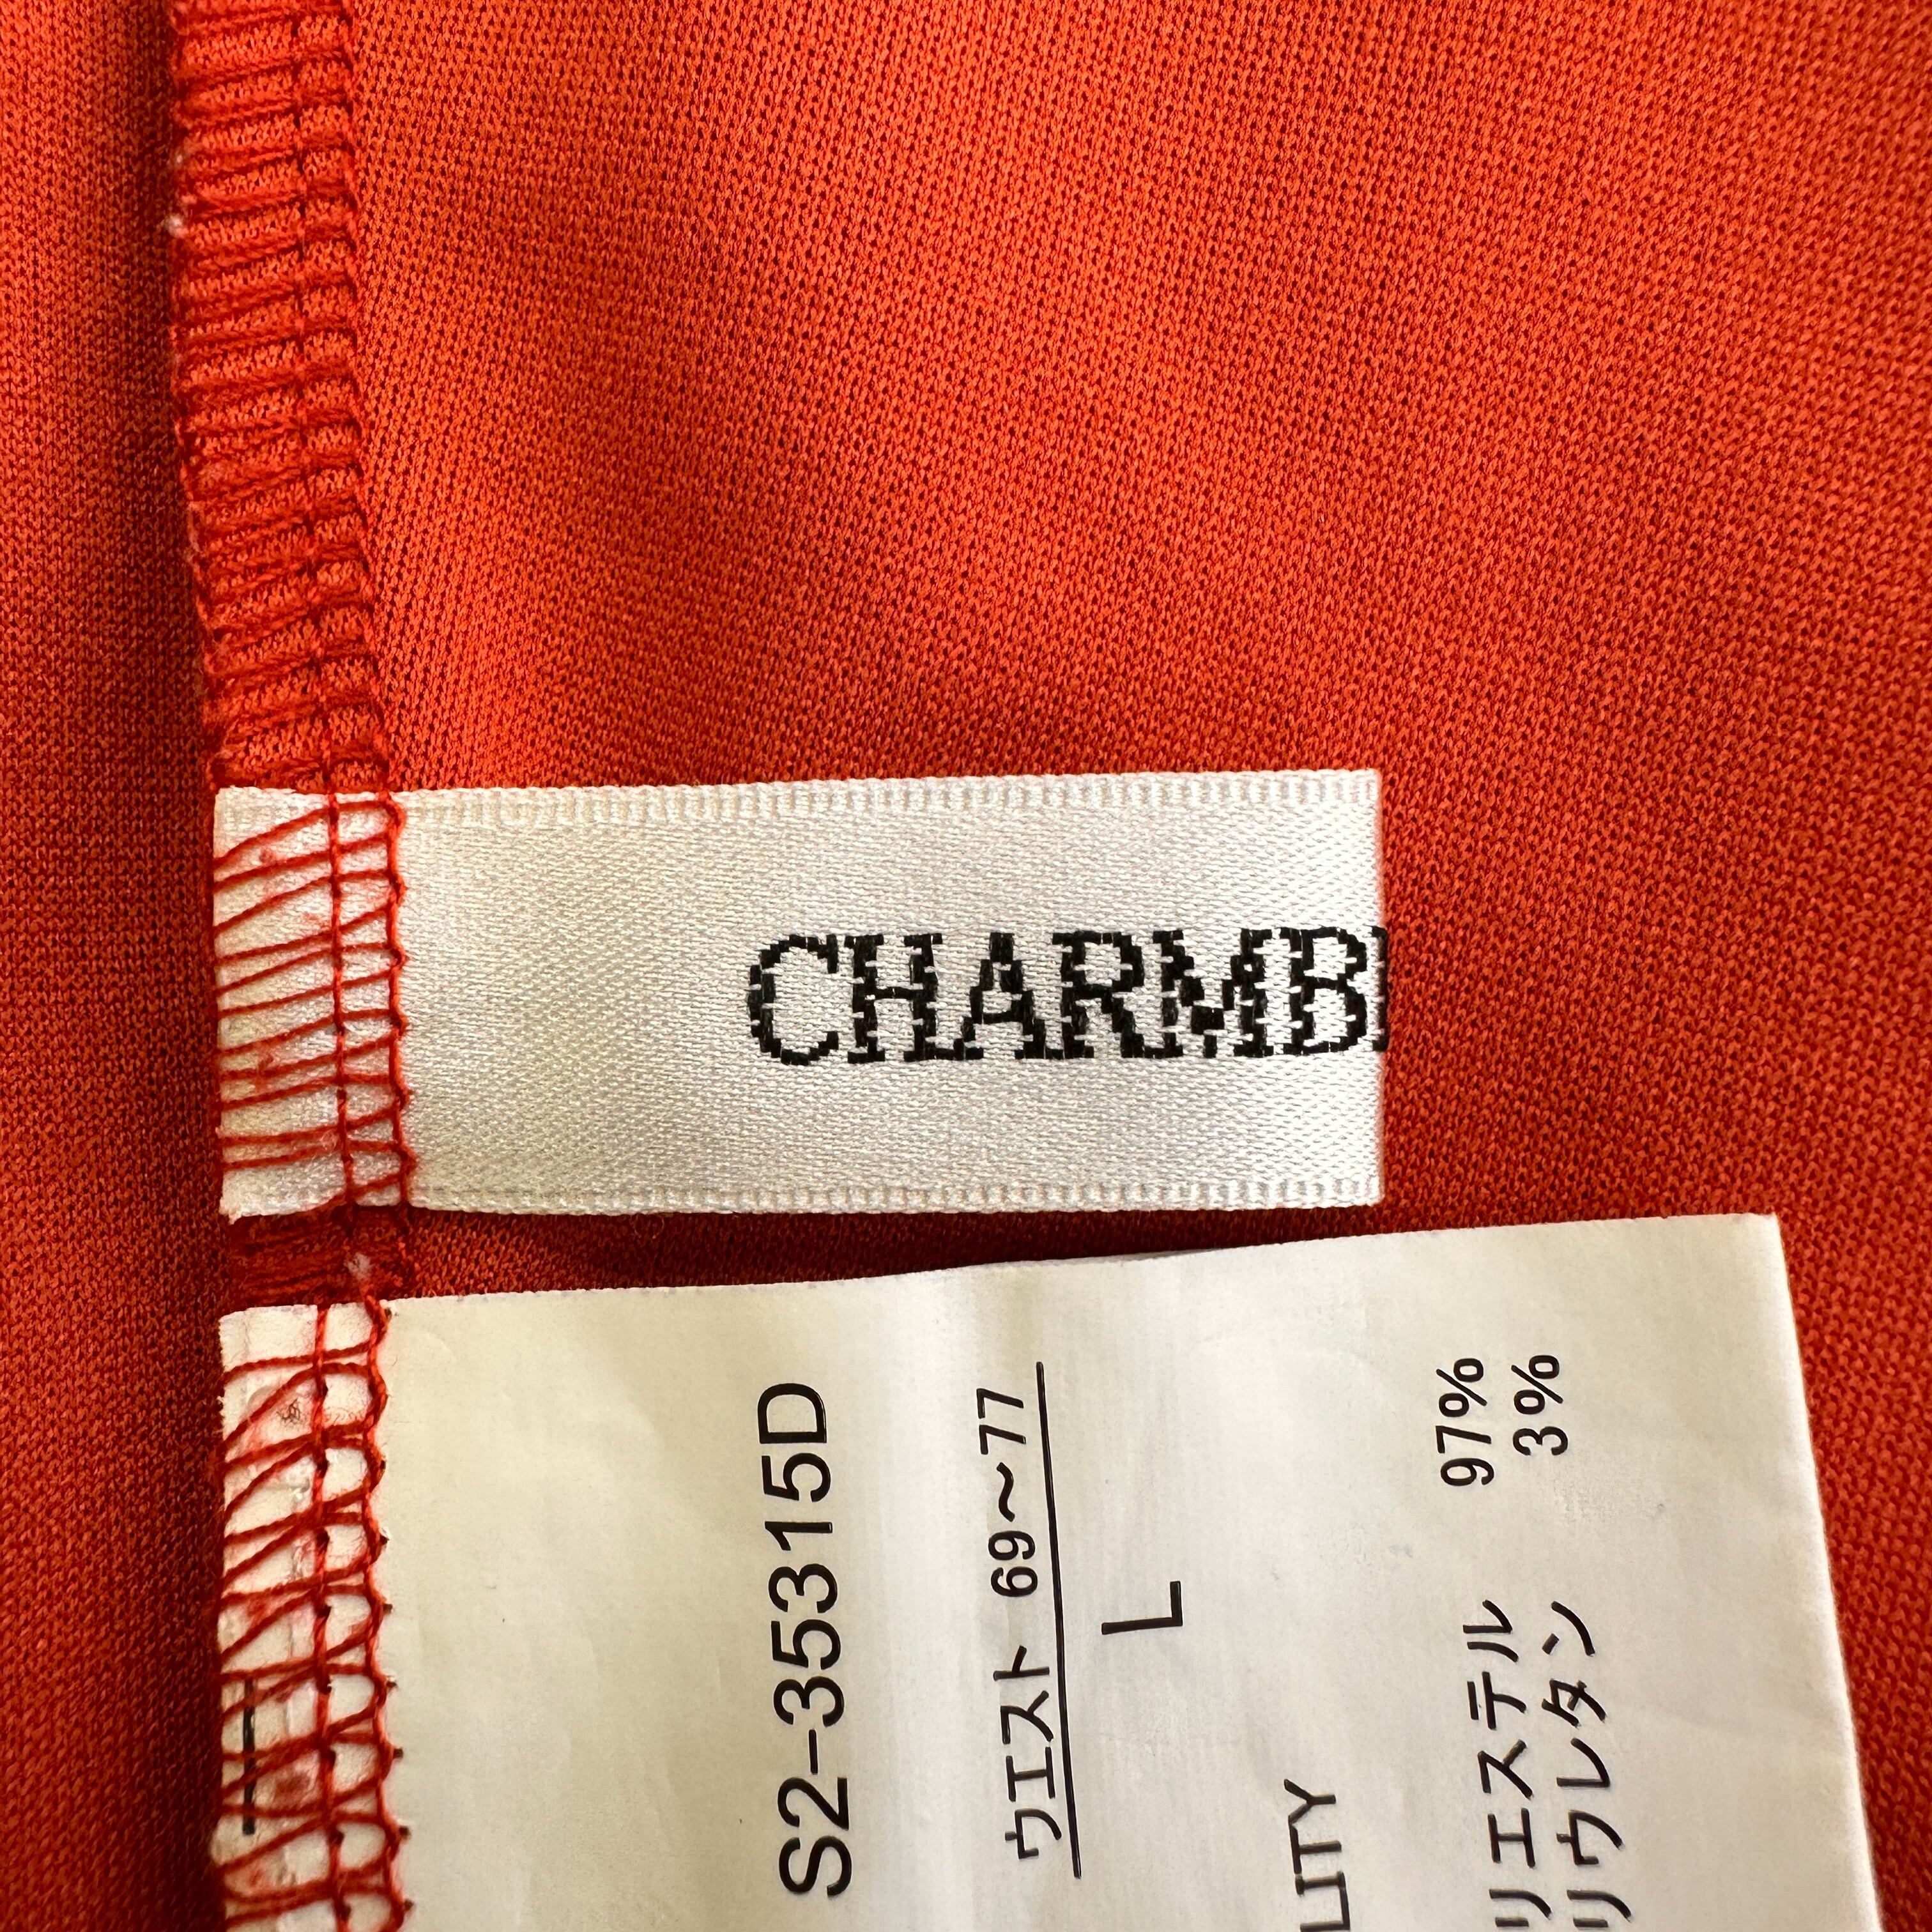 CHARMB
S2-35315D
ウエスト 69～77
L
LITY
リエステル 97%
リウレタン 3%